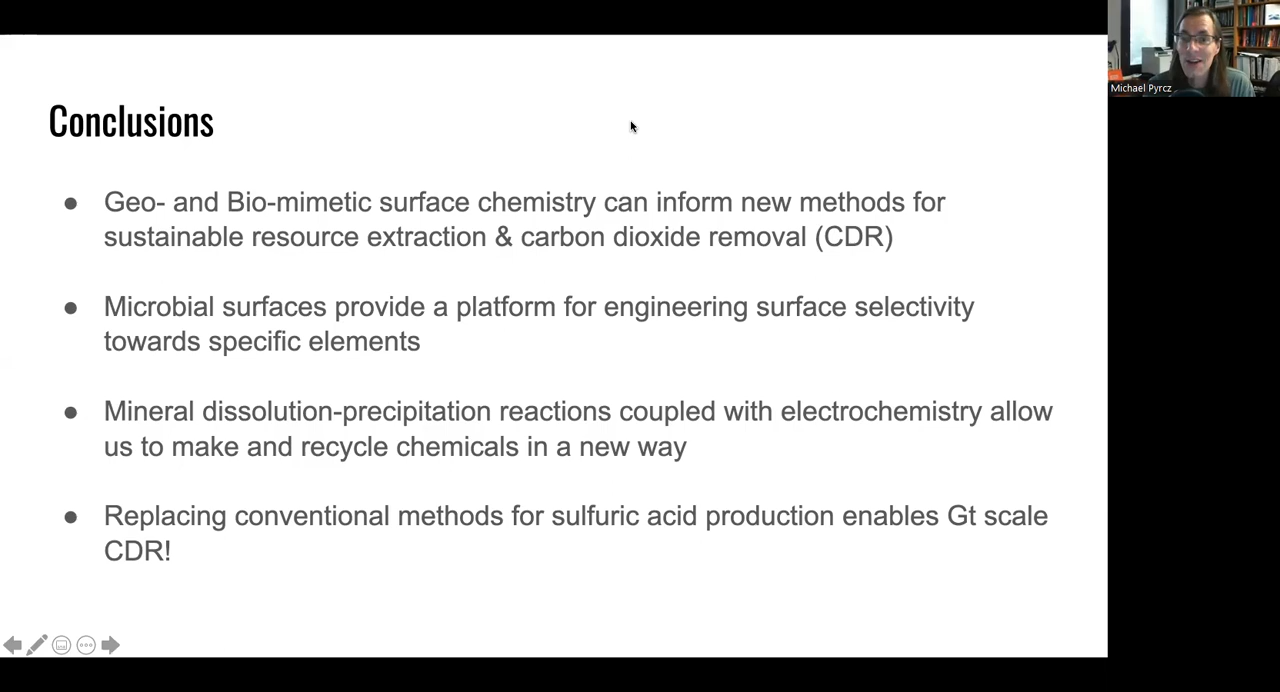 Conclusions
Geo- and Bio-mimetic surface chemistry can inform new methods for
sustainable resource extraction & carbon dioxide removal (CDR)
Microbial surfaces provide a platform for engineering surface selectivity
towards specific elements
Mineral dissolution-precipitation reactions coupled with electrochemistry allow
us to make and recycle chemicals in a new way
Replacing conventional methods for sulfuric acid production enables Gt scale
CDR!
Michael Pyrcz